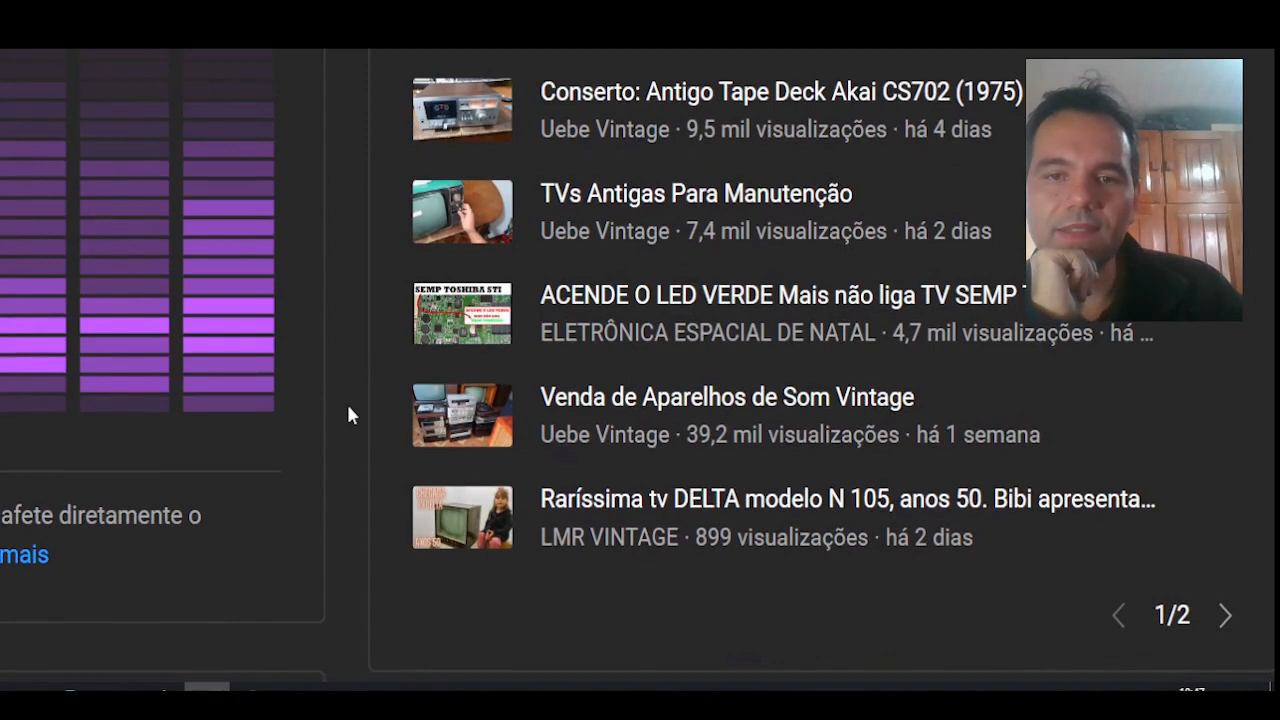 Conserto: Antigo Tape Deck Akai CS702 (1975)
Uebe Vintage · 9,5 mil visualizações · há 4 dias
TVs Antigas Para Manutenção
Uebe Vintage · 7,4 mil visualizações · há 2 dias
SEMP TOSHIBA STI
ACENDE O LED VERDE Mais não liga TV SEMP
ELETRÔNICA ESPACIAL DE NATAL · 4,7 mil visualizações · há ...
Venda de Aparelhos de Som Vintage
Uebe Vintage · 39,2 mil visualizações · há 1 semana
Raríssima tv DELTA modelo N 105, anos 50. Bibi apresenta...
LMR VINTAGE · 899 visualizações · há 2 dias
afete diretamente o
mais
1/2